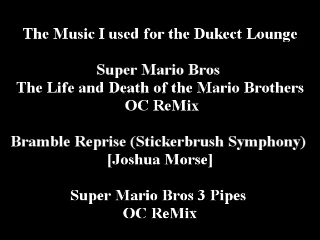 The Music I used for the Dukect Lounge
Super Mario Bros
The Life and Death of the Mario Brothers
OC ReMix
Bramble Reprise (Stickerbrush Symphony)
[Joshua Morse]
Super Mario Bros 3 Pipes
OC ReMix